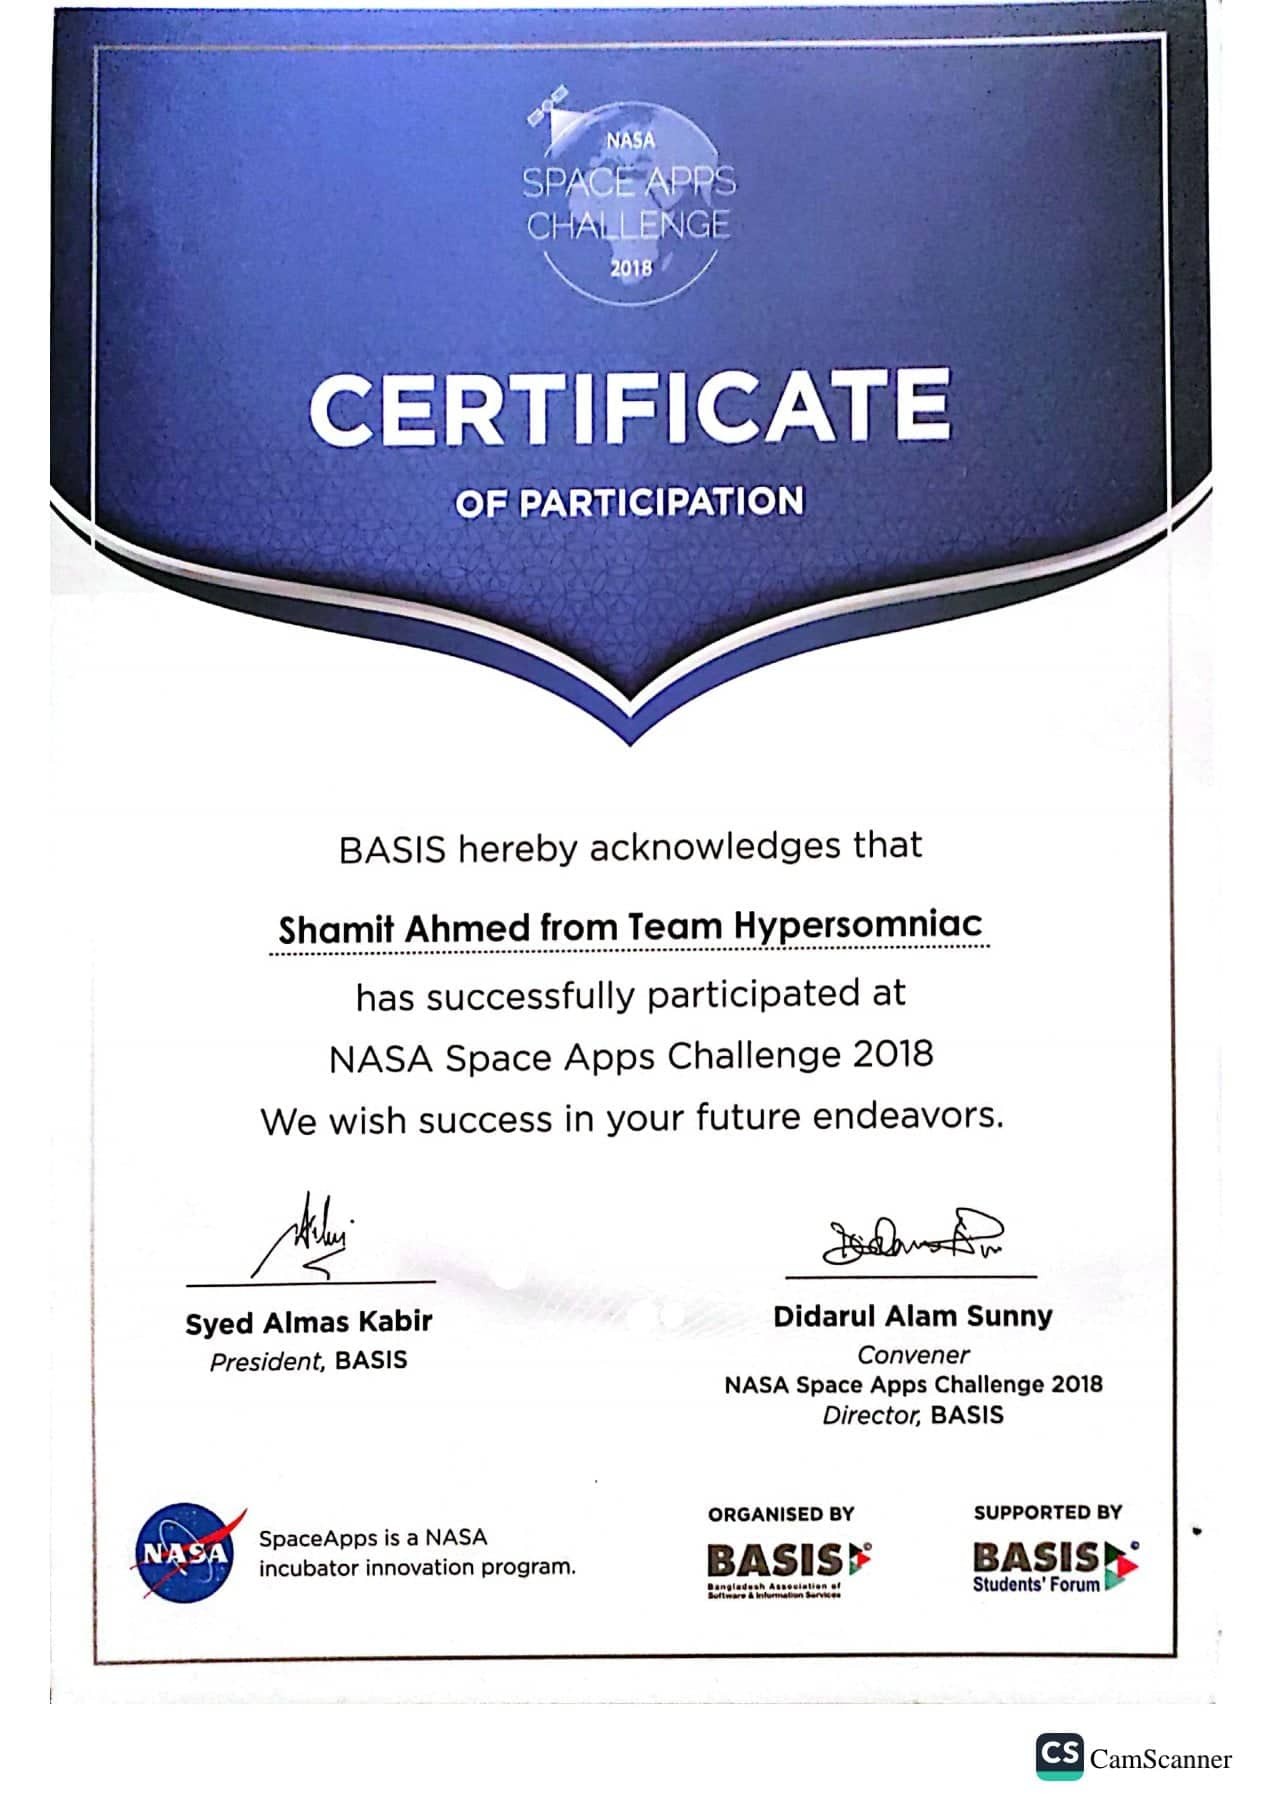 NASA
SPACE APPS
CHALLENGE
2018
CERTIFICATE
OF PARTICIPATION
BASIS hereby acknowledges that
Shamit Ahmed from Team Hypersomniac
has successfully participated at
NASA Space Apps Challenge 2018
We wish success in your future endeavors.
Syed Almas Kabir
President, BASIS
Didarul Alam Sunny
Convener
NASA Space Apps Challenge 2018
Director, BASIS
NASA
SpaceApps is a NASA
incubator innovation program.
ORGANISED BY
BASIS
Bangladesh Association of
Software & Information Services
SUPPORTED BY
BASIS
Students' Forum
CS CamScanner